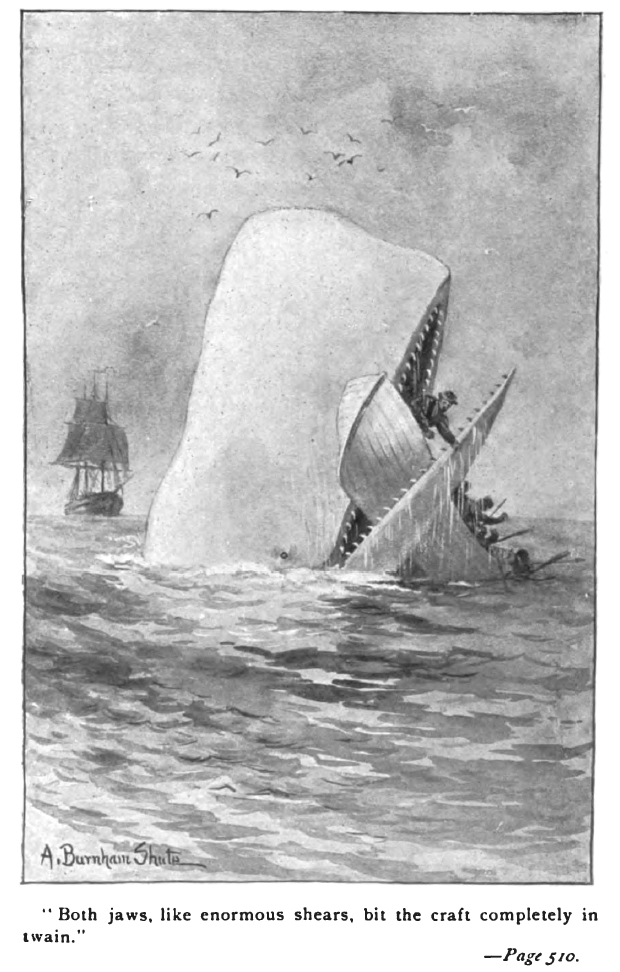 A. Burnham Shute
" Both jaws, like enormous shears, bit the craft completely in
twain."
—Page 510.